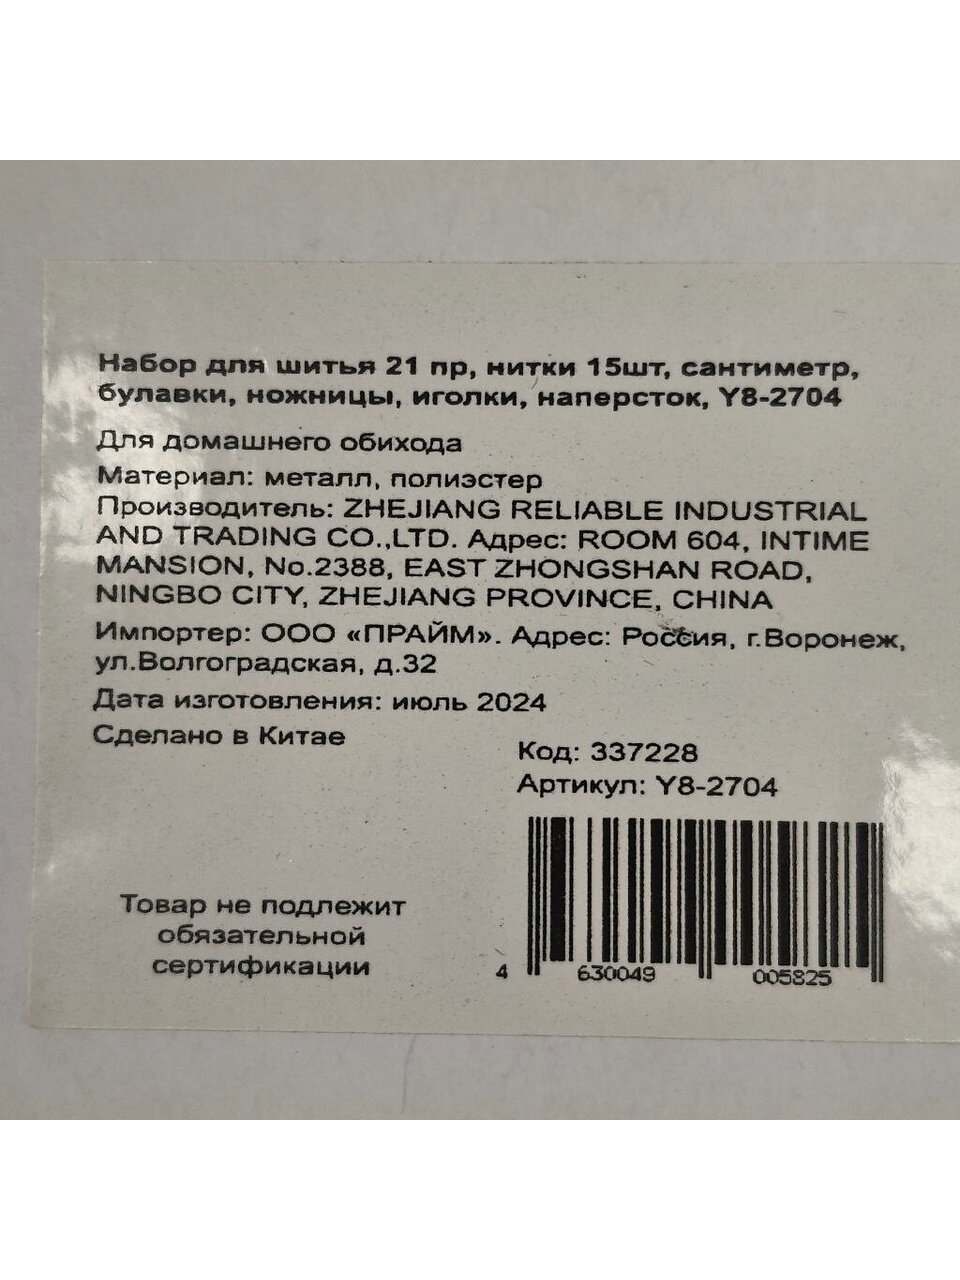 Набор для шитья 21 пр, нитки 15шт, сантиметр,
булавки, ножницы, иголки, наперсток, Y8-2704
Для домашнего обихода
Материал: металл, полиэстер
Производитель: ZHEJIANG RELIABLE INDUSTRIAL
AND TRADING CO.,LTD. Адрес: ROOM 604, INTIME
MANSION, No.2388, EAST ZHONGSHAN ROAD,
NINGBO CITY, ZHEJIANG PROVINCE, CHINA
Импортер: ООО «ПРАЙМ». Адрес: Россия, г.Воронеж,
ул.Волгоградская, д.32
Дата изготовления: июль 2024
Сделано в Китае
Код: 337228
Артикул: Y8-2704
Товар не подлежит
обязательной
сертификации
4 630049 005825